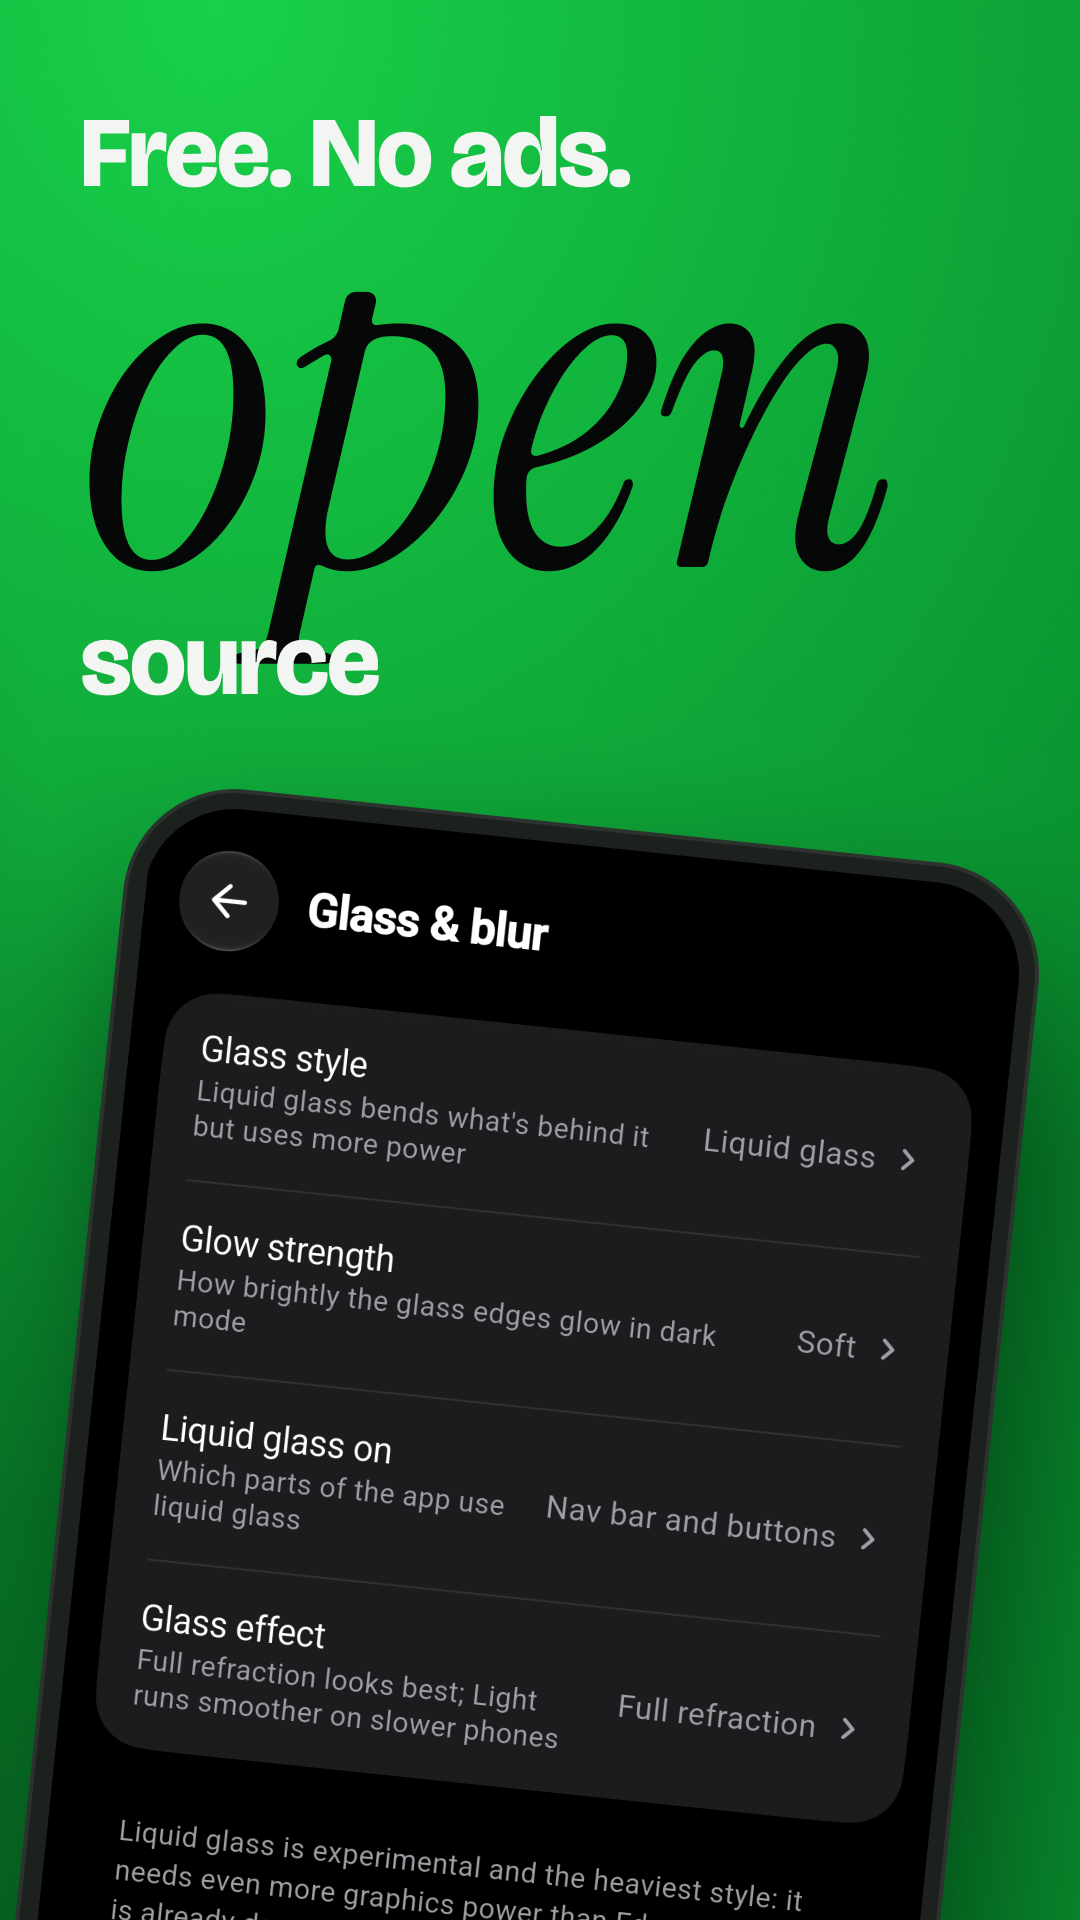 Free. No ads.
open
source
Glass & blur
Glass style
Liquid glass bends what's behind it
but uses more power
Liquid glass
Glow strength
How brightly the glass edges glow in dark
mode
Soft
Liquid glass on
Which parts of the app use
liquid glass
Nav bar and buttons
Glass effect
Full refraction looks best; Light
runs smoother on slower phones
Full refraction
Liquid glass is experimental and the heaviest style: it
needs even more graphics power than
is already